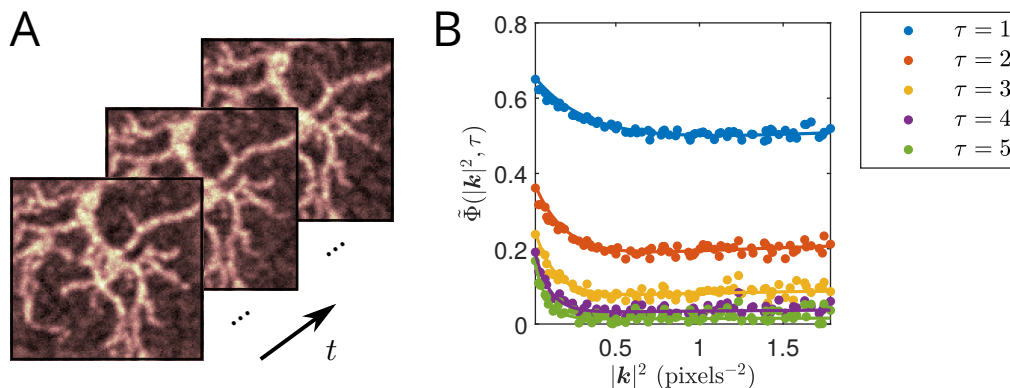 A
...
...
t
B
0.8
0.6
0.4
0.2
0
0.5
1
1.5
Φ̃(|k|², τ)
|k|² (pixels⁻²)
τ = 1
τ = 2
τ = 3
τ = 4
τ = 5